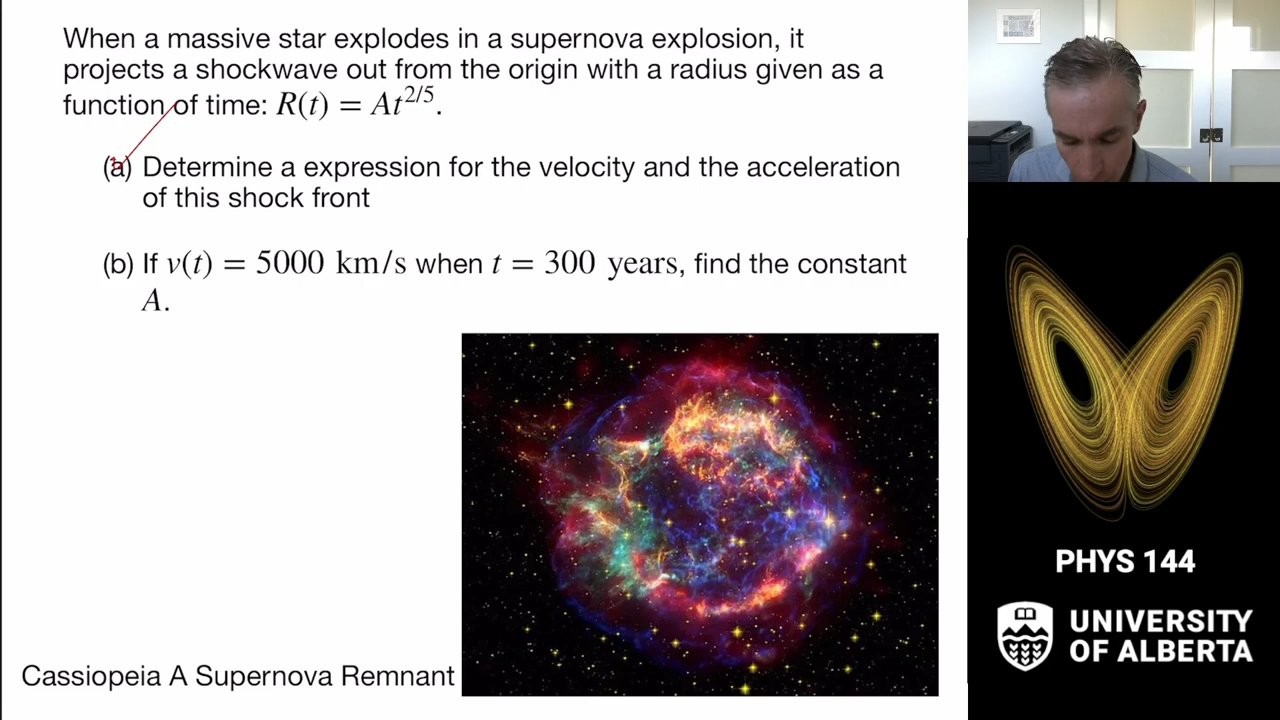 When a massive star explodes in a supernova explosion, it
projects a shockwave out from the origin with a radius given as a
function of time: R(t) = At^{2/5}.
(a) Determine a expression for the velocity and the acceleration
of this shock front
(b) If v(t) = 5000 km/s when t = 300 years, find the constant
A.
Cassiopeia A Supernova Remnant
PHYS 144
UNIVERSITY
OF ALBERTA